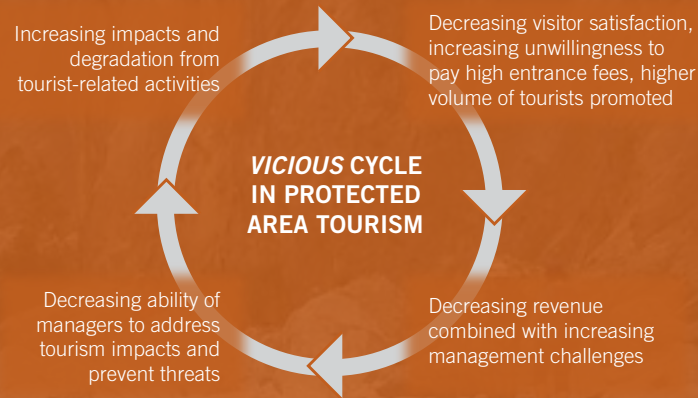 Increasing impacts and
degradation from
tourist-related activities
Decreasing visitor satisfaction,
increasing unwillingness to
pay high entrance fees, higher
volume of tourists promoted
VICIOUS CYCLE
IN PROTECTED
AREA TOURISM
Decreasing ability of
managers to address
tourism impacts and
prevent threats
Decreasing revenue
combined with increasing
management challenges